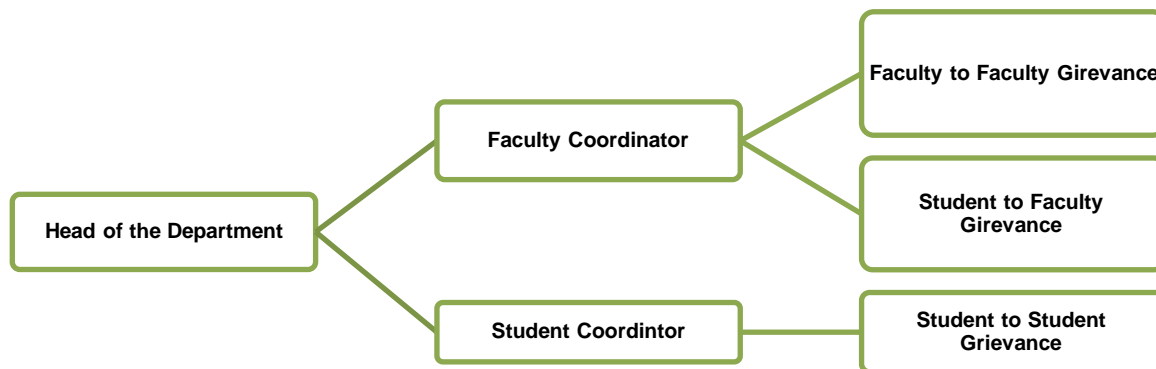 Faculty to Faculty Girevance
Faculty Coordinator
Student to Faculty
Girevance
Head of the Department
Student Coordintor
Student to Student
Grievance